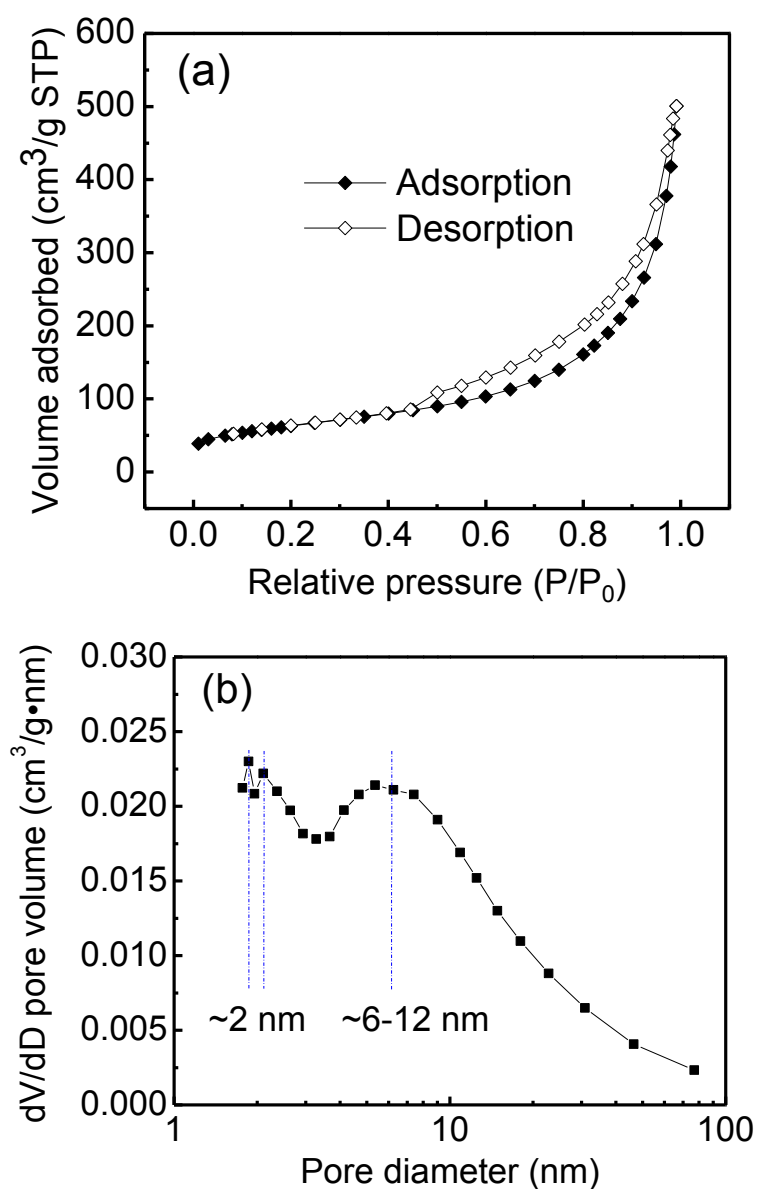 (a)
Volume adsorbed (cm³/g STP)
600
500
400
300
200
100
0
Adsorption
Desorption
0.0 0.2 0.4 0.6 0.8 1.0
Relative pressure (P/P₀)
(b)
dV/dD pore volume (cm³/g•nm)
0.030
0.025
0.020
0.015
0.010
0.005
0.000
~2 nm ~6-12 nm
1 10 100
Pore diameter (nm)